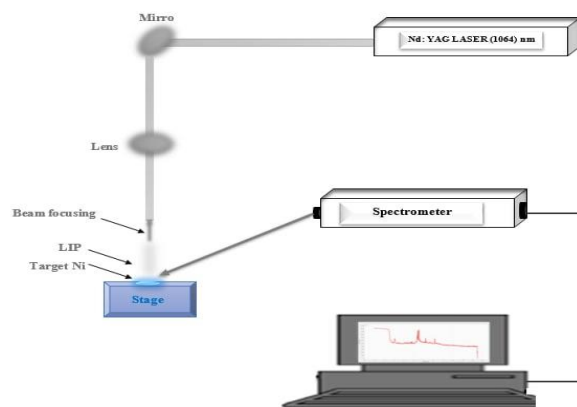 Mirro
Nd: YAG LASER (1064) nm
Lens
Beam focusing
Spectrometer
LIP
Target Ni
Stage